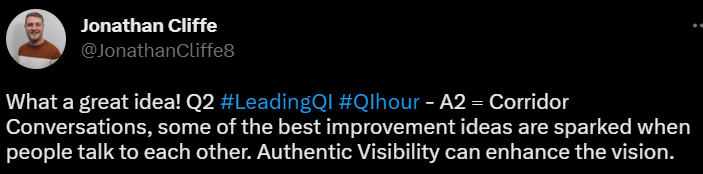 Jonathan Cliffe
@JonathanCliffe8
What a great idea! Q2 #LeadingQI #QIhour - A2 = Corridor
Conversations, some of the best improvement ideas are sparked when
people talk to each other. Authentic Visibility can enhance the vision.